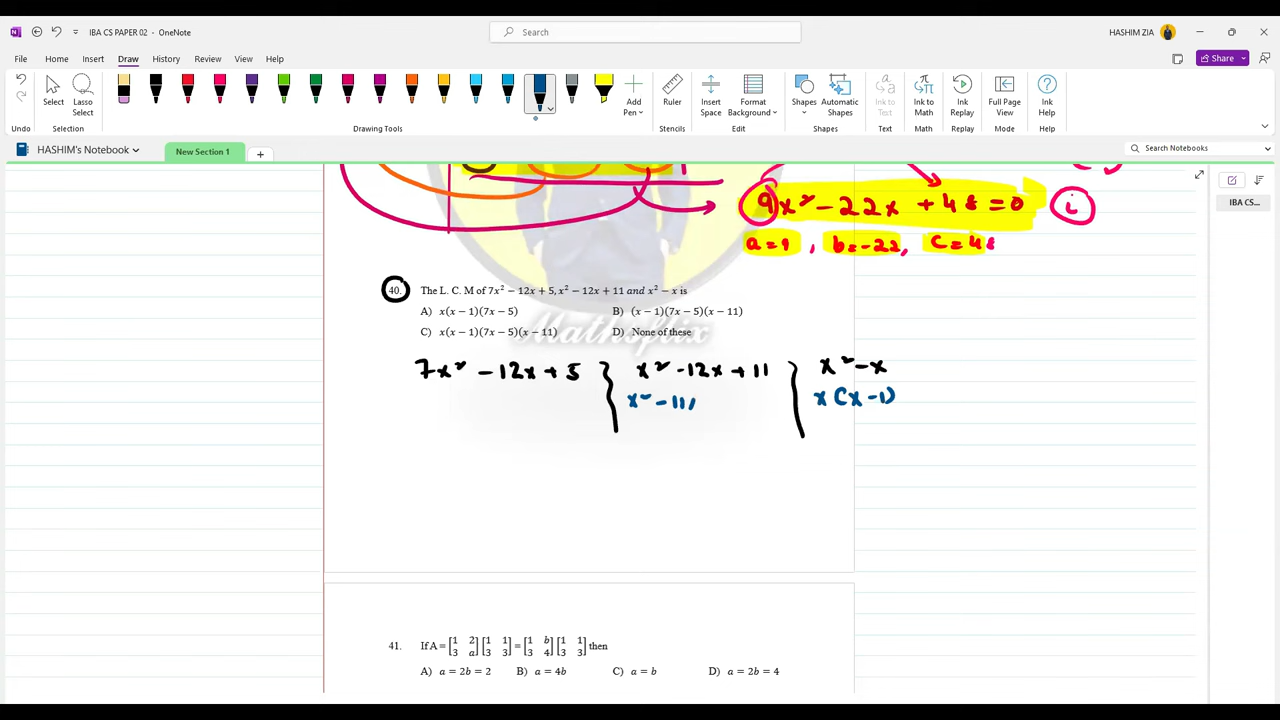 IBA CS PAPER 02 - OneNote
Search
HASHIM ZIA
File Home Insert Draw History Review View Help
Share
Undo
Select
Lasso Select
Selection
Drawing Tools
Add Pen
Ruler
Stencils
Insert Space
Format Background
Edit
Shapes
Automatic Shapes
Shapes
Ink to Text
Text
Ink to Math
Math
Ink Replay
Replay
Full Page View
Mode
Ink Help
Help
HASHIM's Notebook
New Section 1
Search Notebooks
IBA CS...
9x² - 22x + 48 = 0 i
a = 9 , b = -22, c = 48
40. The L. C. M of 7x² − 12x + 5, x² − 12x + 11 and x² − x is
A) x(x − 1)(7x − 5) B) (x − 1)(7x − 5)(x − 11)
C) x(x − 1)(7x − 5)(x − 11) D) None of these
Mathsflix
7x² - 12x + 5 x² - 12x + 11 x² - x
x² - 11 x(x - 1)
41. If A = [1 2 3 a] [1 1 3 3] = [1 b 3 4] [1 1 3 3] then
A) a = 2b = 2 B) a = 4b C) a = b D) a = 2b = 4